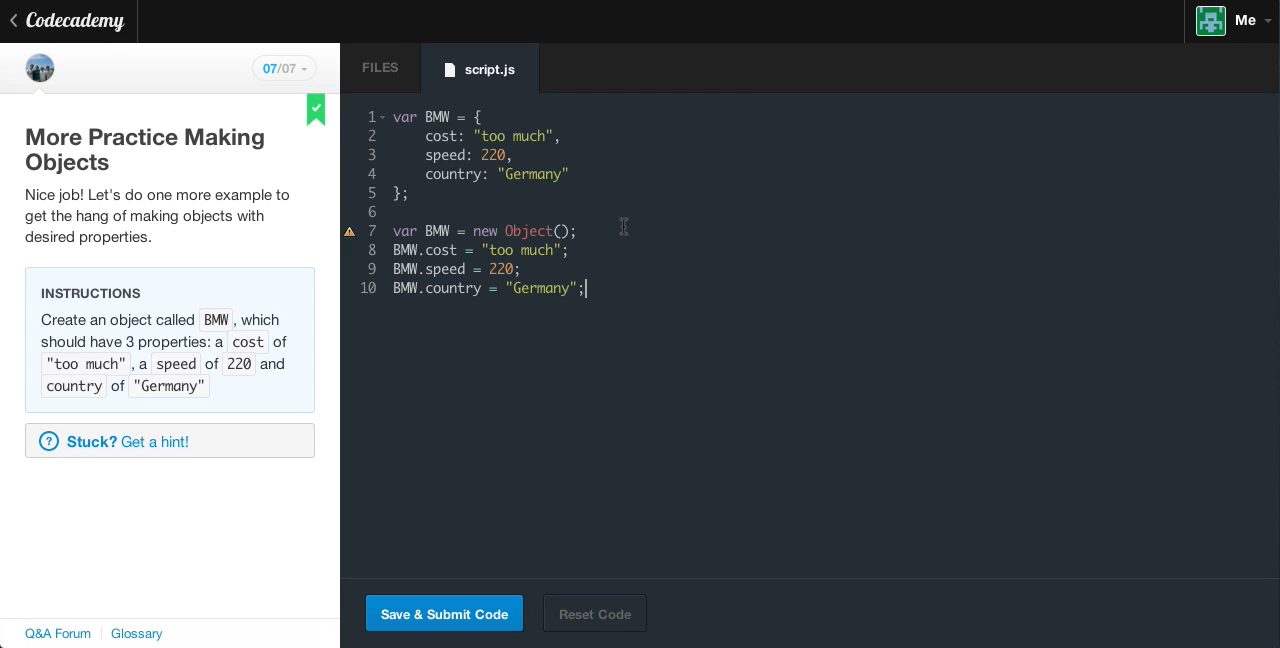 Codecademy
Me
07/07
FILES
script.js
More Practice Making
Objects
Nice job! Let's do one more example to
get the hang of making objects with
desired properties.
INSTRUCTIONS
Create an object called BMW, which
should have 3 properties: a cost of
"too much", a speed of 220 and
country of "Germany"
? Stuck? Get a hint!
Q&A Forum
Glossary
1 var BMW = {
2     cost: "too much",
3     speed: 220,
4     country: "Germany"
5 };
6
7 var BMW = new Object();
8 BMW.cost = "too much";
9 BMW.speed = 220;
10 BMW.country = "Germany";
Save & Submit Code
Reset Code